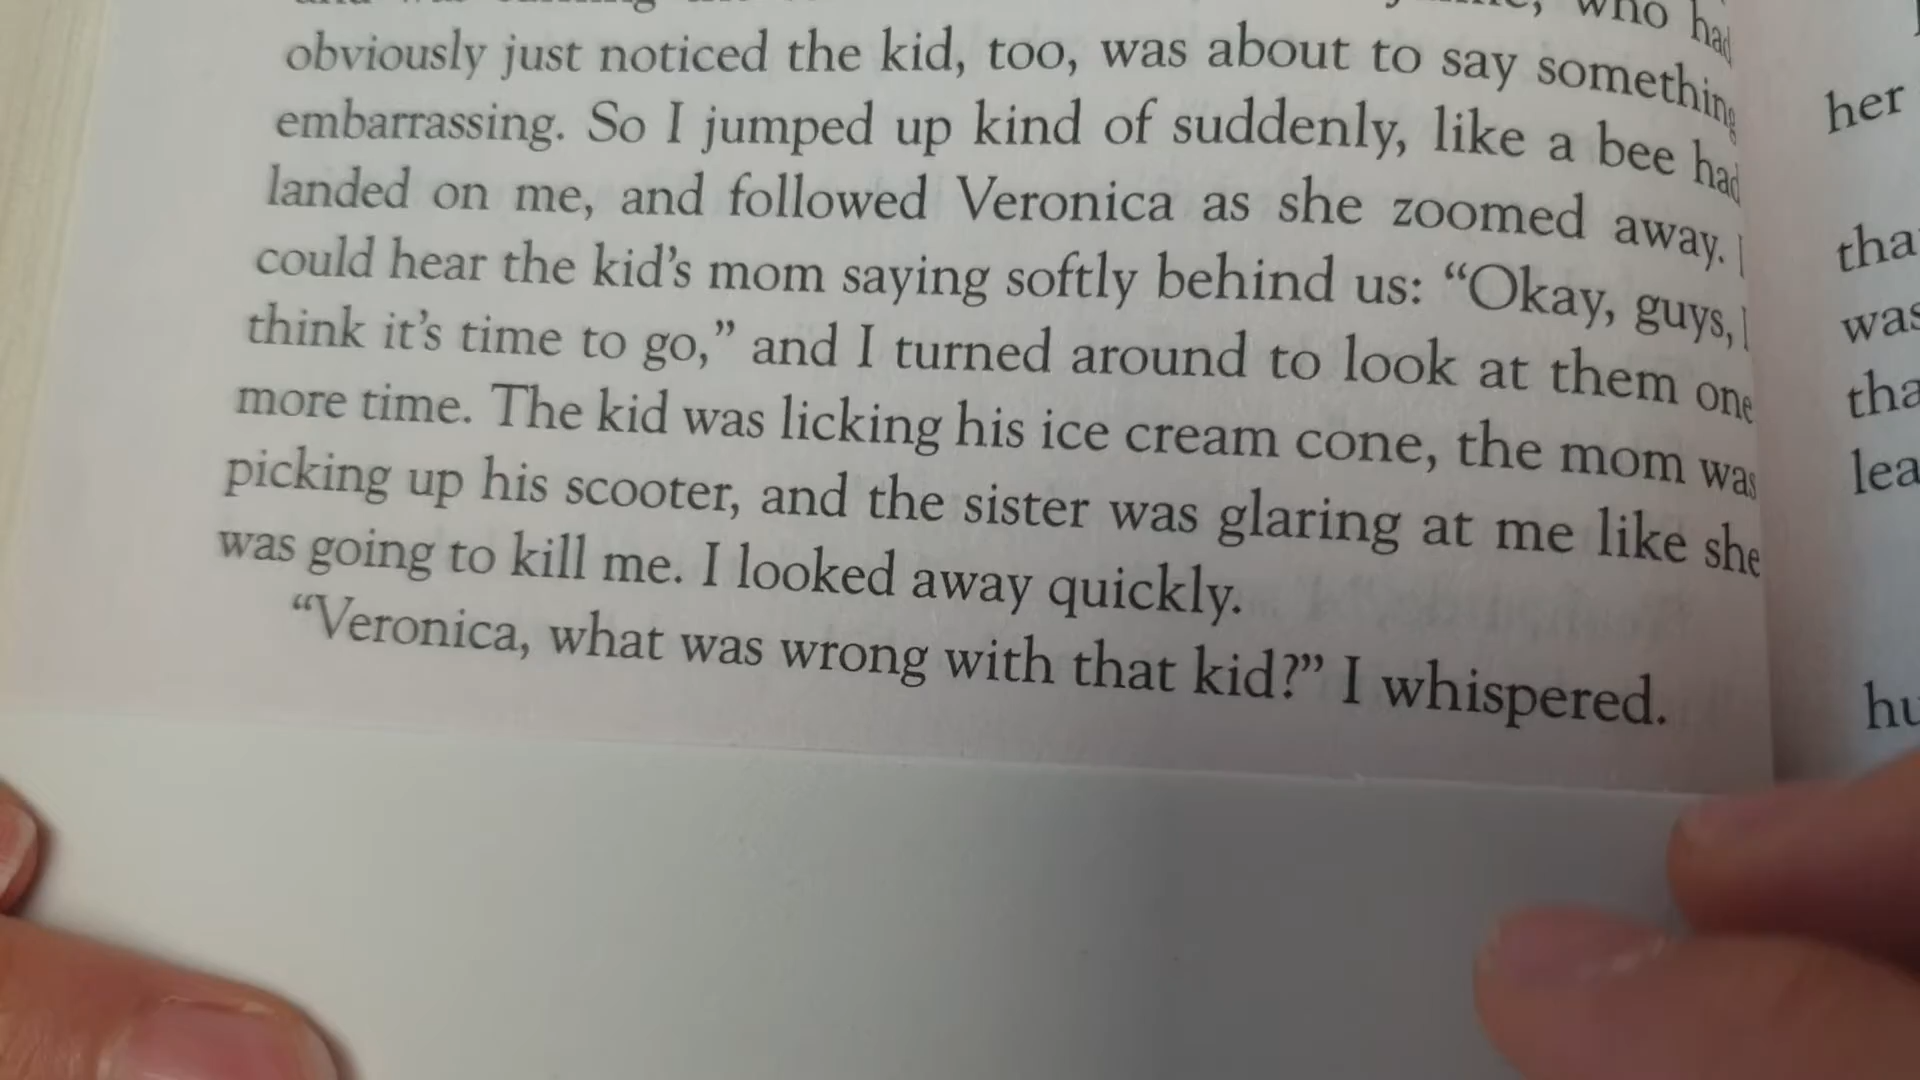 who had
obviously just noticed the kid, too, was about to say something
embarrassing. So I jumped up kind of suddenly, like a bee had
landed on me, and followed Veronica as she zoomed away. I
could hear the kid's mom saying softly behind us: “Okay, guys, I
think it's time to go,” and I turned around to look at them one
more time. The kid was licking his ice cream cone, the mom was
picking up his scooter, and the sister was glaring at me like she
was going to kill me. I looked away quickly.
“Veronica, what was wrong with that kid?” I whispered.
her